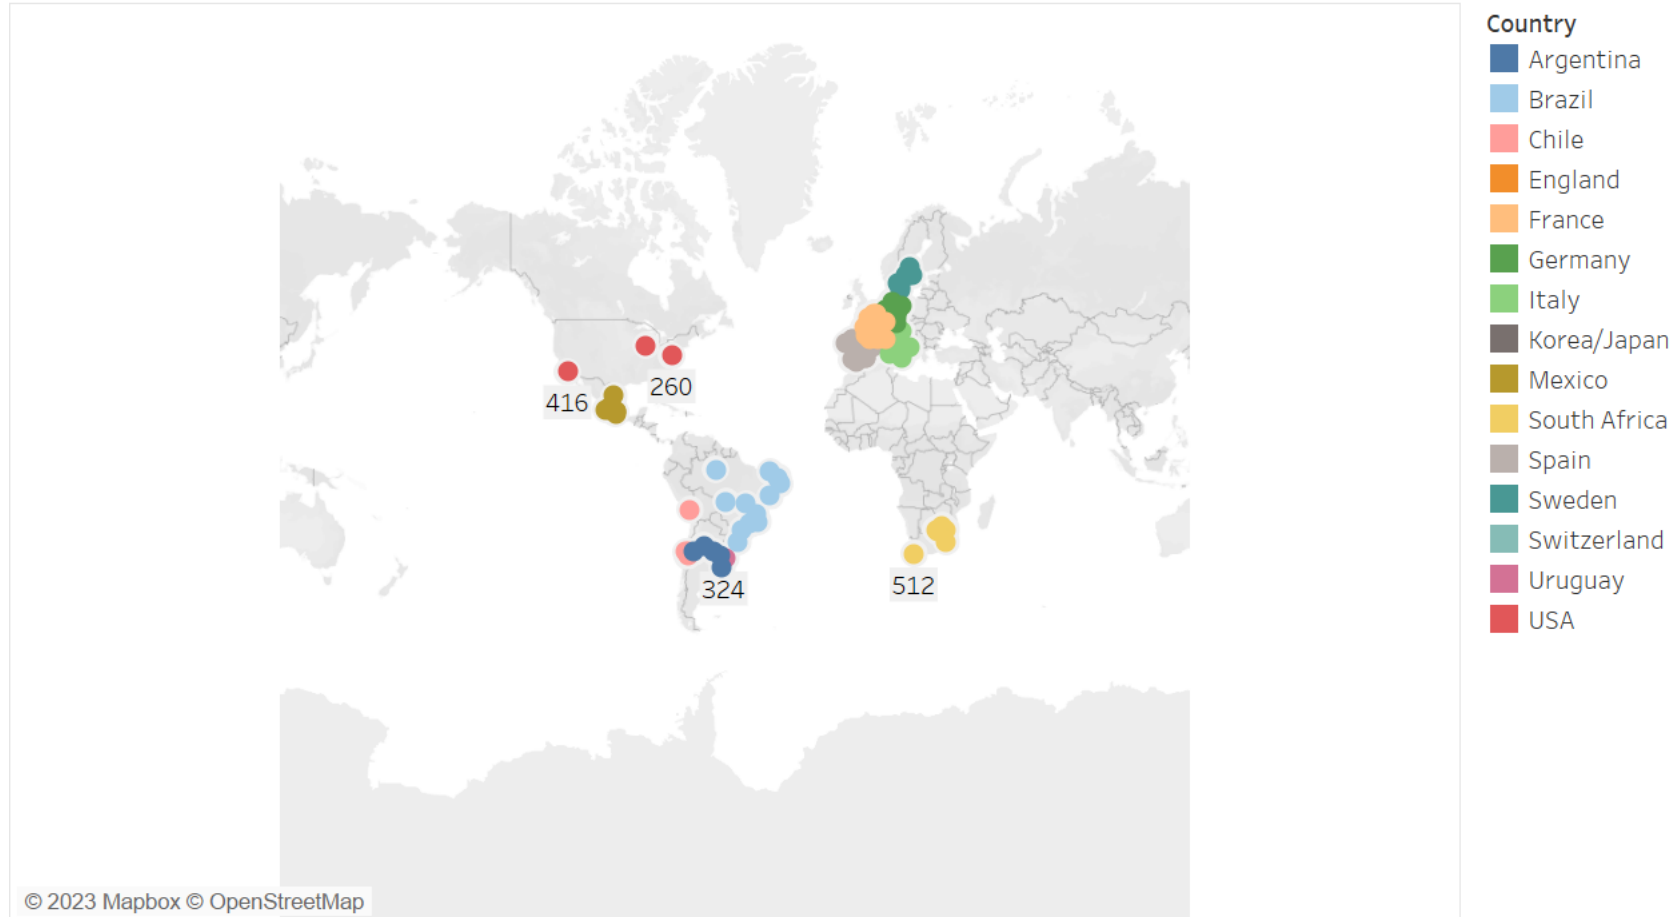 Country
Argentina
Brazil
Chile
England
France
Germany
Italy
Korea/Japan
Mexico
South Africa
Spain
Sweden
Switzerland
Uruguay
USA
416
260
324
512
© 2023 Mapbox © OpenStreetMap